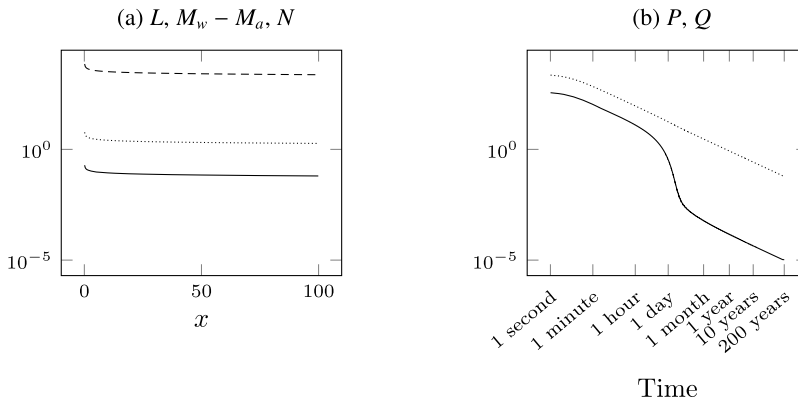 (a) L, M_w − M_a, N
10^0
10^−5
0 50 100
x
(b) P, Q
10^0
10^−5
1 second
1 minute
1 hour
1 day
1 month
1 year
10 years
200 years
Time